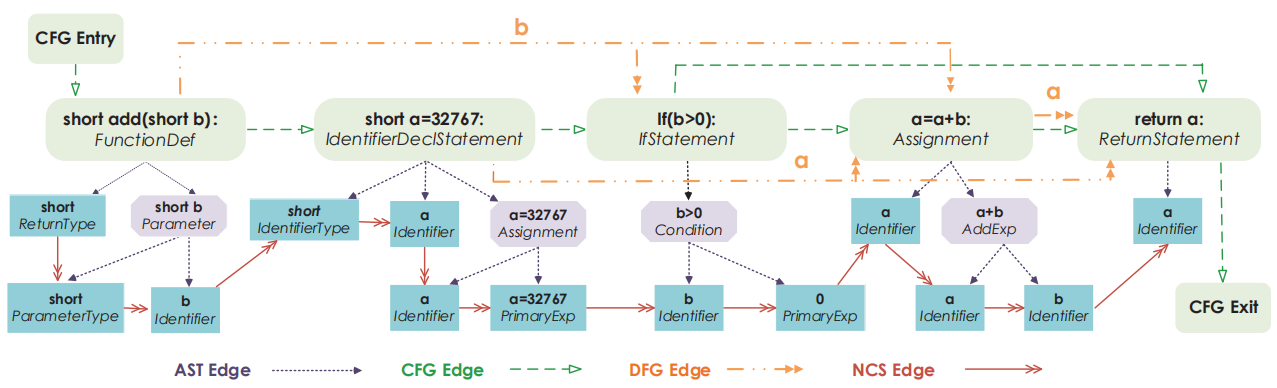 b
CFG Entry
a
short add(short b):
FunctionDef
short a=32767:
IdentifierDeclStatement
If(b>0):
IfStatement
a=a+b:
Assignment
return a:
ReturnStatement
a
short
ReturnType
short b
Parameter
short
IdentifierType
a
Identifier
a=32767
Assignment
b>0
Condition
a
Identifier
a+b
AddExp
a
Identifier
short
ParameterType
b
Identifier
a
Identifier
a=32767
PrimaryExp
b
Identifier
0
PrimaryExp
a
Identifier
b
Identifier
CFG Exit
AST Edge
CFG Edge
DFG Edge
NCS Edge